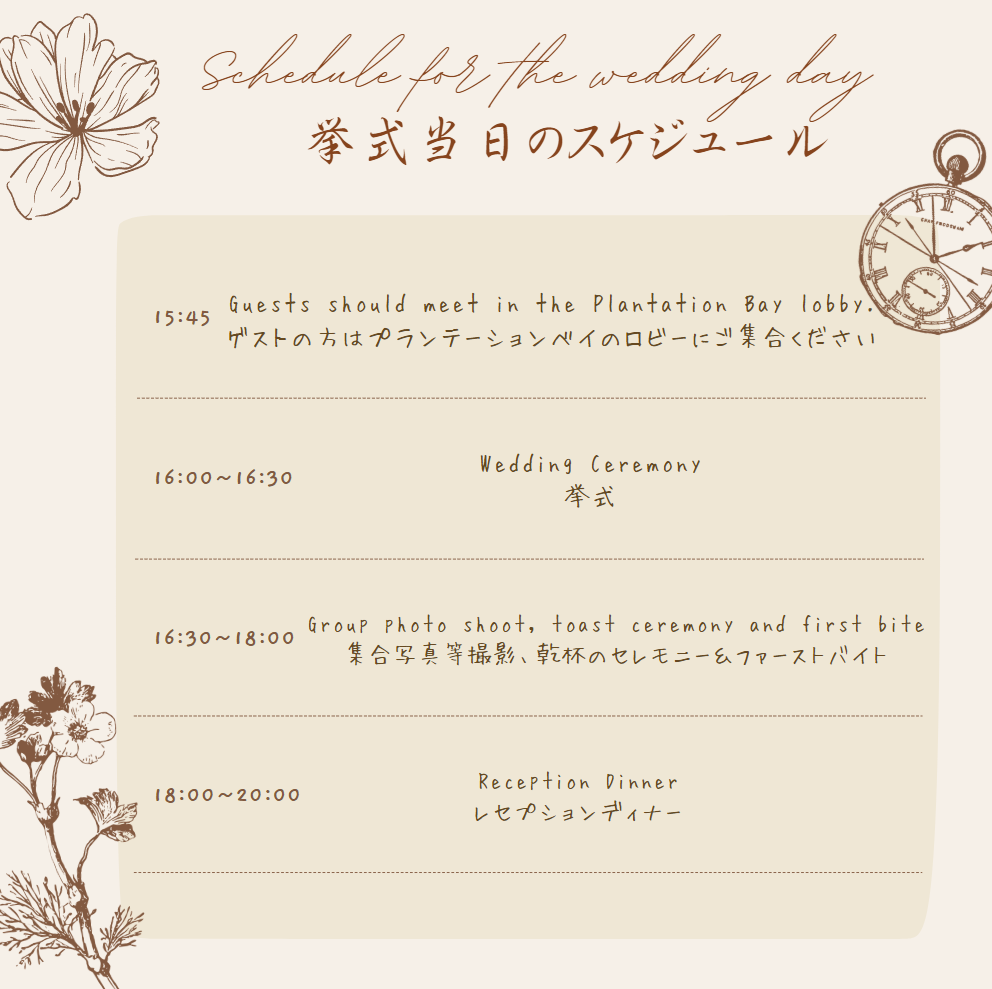 Schedule for the wedding day
挙式当日のスケジュール
15:45
Guests should meet in the Plantation Bay lobby.
ゲストの方はプランテーションベイのロビーにご集合ください
16:00～16:30
Wedding Ceremony
挙式
16:30～18:00
Group photo shoot, toast ceremony and first bite
集合写真等撮影、乾杯のセレモニー&ファーストバイト
18:00～20:00
Reception Dinner
レセプションディナー